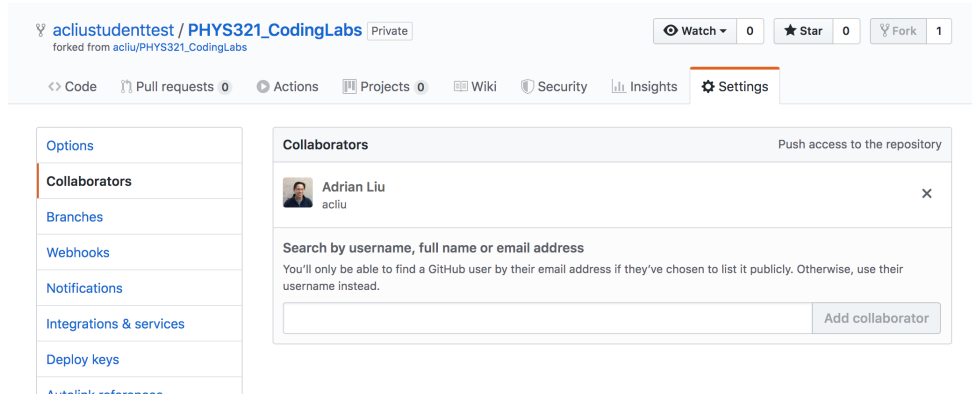 acliustudenttest / PHYS321_CodingLabs Private
Watch 0 Star 0 Fork 1
forked from acliu/PHYS321_CodingLabs
Code Pull requests 0 Actions Projects 0 Wiki Security Insights Settings
Options
Collaborators
Branches
Webhooks
Notifications
Integrations & services
Deploy keys
Autolink references
Collaborators Push access to the repository
Adrian Liu
acliu
Search by username, full name or email address
You'll only be able to find a GitHub user by their email address if they've chosen to list it publicly. Otherwise, use their
username instead.
Add collaborator